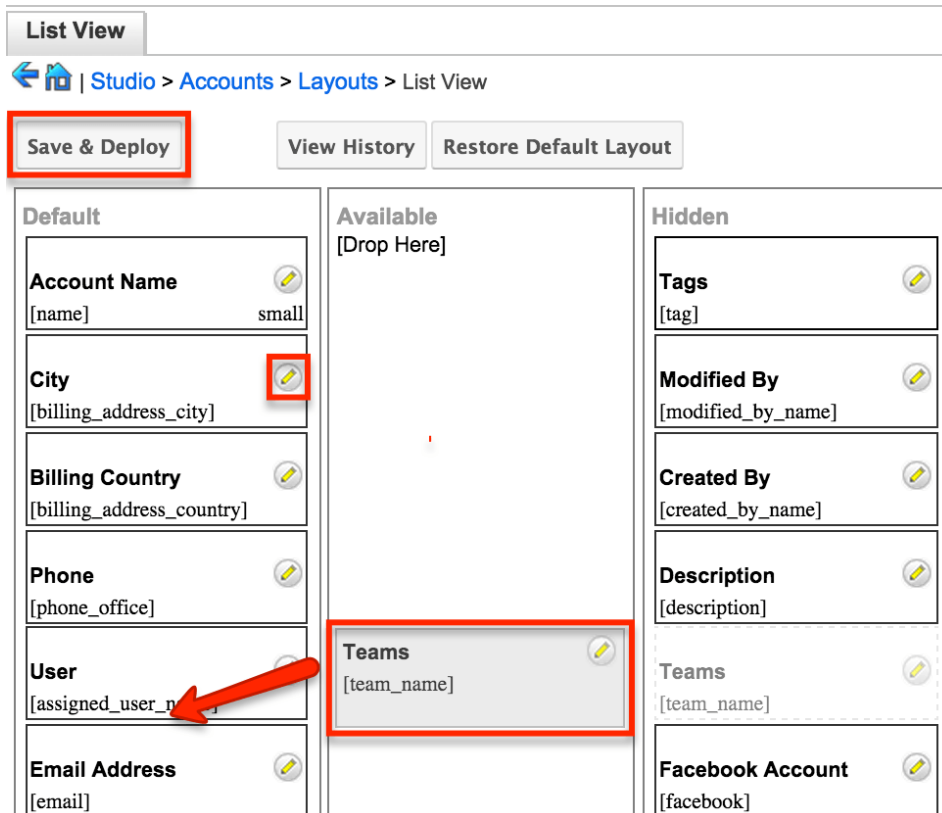 List View
| Studio > Accounts > Layouts > List View
Save & Deploy
View History
Restore Default Layout
Default
Account Name
[name] small
City
[billing_address_city]
Billing Country
[billing_address_country]
Phone
[phone_office]
User
Email Address
[email]
Available
[Drop Here]
Teams
[team_name]
Hidden
Tags
[tag]
Modified By
[modified_by_name]
Created By
[created_by_name]
Description
[description]
Teams
[team_name]
Facebook Account
[facebook]